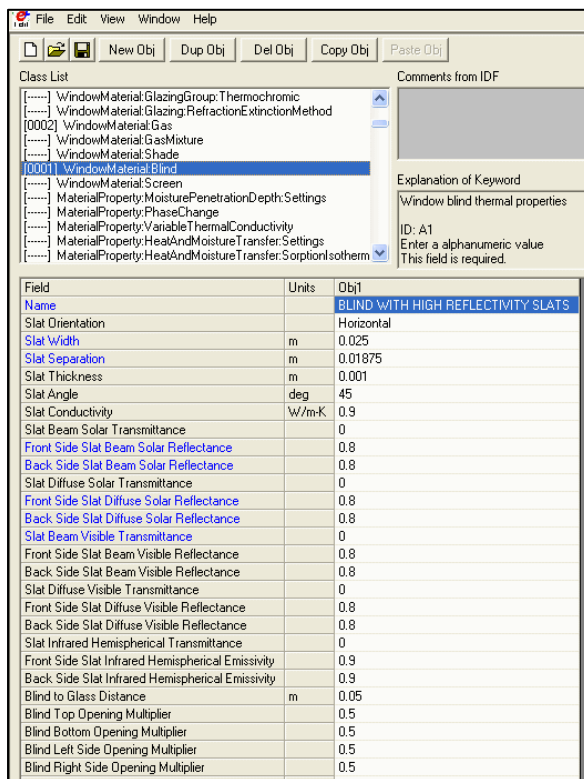 File Edit View Window Help
New Obj Dup Obj Del Obj Copy Obj Paste Obj
Class List
[------] WindowMaterial:GlazingGroup:Thermochromic
[------] WindowMaterial:Glazing:RefractionExtinctionMethod
[0002] WindowMaterial:Gas
[------] WindowMaterial:GasMixture
[------] WindowMaterial:Shade
[0001] WindowMaterial:Blind
[------] WindowMaterial:Screen
[------] MaterialProperty:MoisturePenetrationDepth:Settings
[------] MaterialProperty:PhaseChange
[------] MaterialProperty:VariableThermalConductivity
[------] MaterialProperty:HeatAndMoistureTransfer:Settings
[------] MaterialProperty:HeatAndMoistureTransfer:SorptionIsotherm
Comments from IDF
Explanation of Keyword
Window blind thermal properties
ID: A1
Enter a alphanumeric value
This field is required.
Field Units Obj1
Name BLIND WITH HIGH REFLECTIVITY SLATS
Slat Orientation Horizontal
Slat Width m 0.025
Slat Separation m 0.01875
Slat Thickness m 0.001
Slat Angle deg 45
Slat Conductivity W/m-K 0.9
Slat Beam Solar Transmittance 0
Front Side Slat Beam Solar Reflectance 0.8
Back Side Slat Beam Solar Reflectance 0.8
Slat Diffuse Solar Transmittance 0
Front Side Slat Diffuse Solar Reflectance 0.8
Back Side Slat Diffuse Solar Reflectance 0.8
Slat Beam Visible Transmittance 0
Front Side Slat Beam Visible Reflectance 0.8
Back Side Slat Beam Visible Reflectance 0.8
Slat Diffuse Visible Transmittance 0
Front Side Slat Diffuse Visible Reflectance 0.8
Back Side Slat Diffuse Visible Reflectance 0.8
Slat Infrared Hemispherical Transmittance 0
Front Side Slat Infrared Hemispherical Emissivity 0.9
Back Side Slat Infrared Hemispherical Emissivity 0.9
Blind to Glass Distance m 0.05
Blind Top Opening Multiplier 0.5
Blind Bottom Opening Multiplier 0.5
Blind Left Side Opening Multiplier 0.5
Blind Right Side Opening Multiplier 0.5